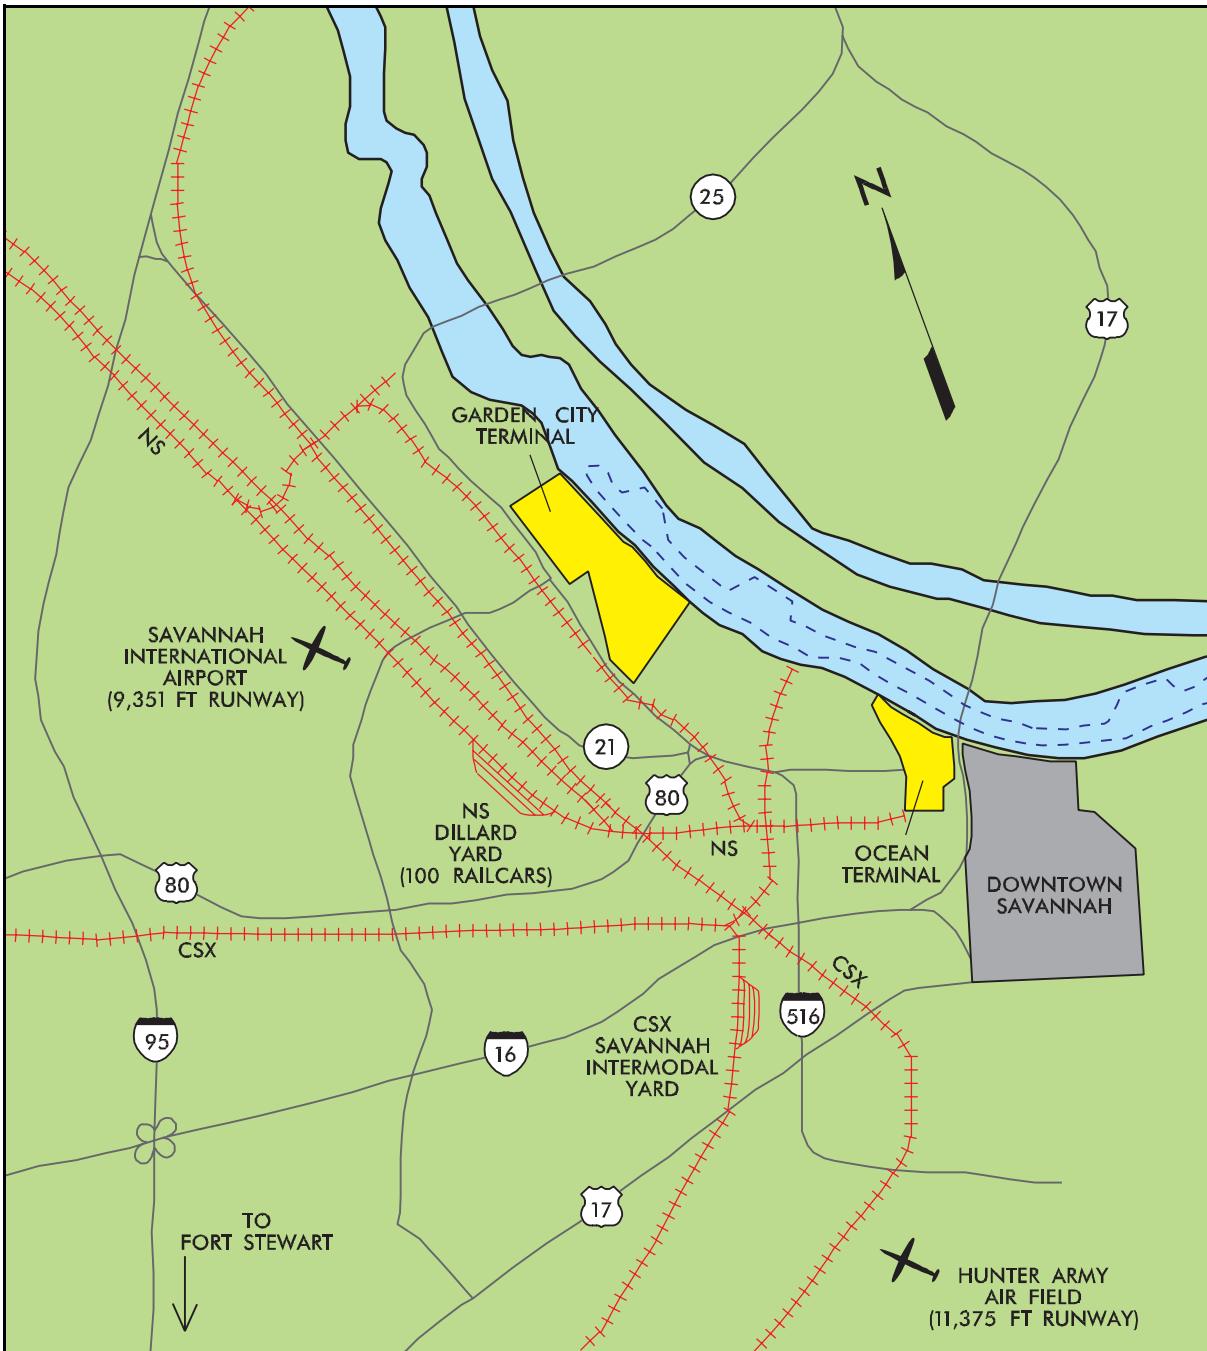 N
25
17
GARDEN CITY
TERMINAL
NS
SAVANNAH
INTERNATIONAL
AIRPORT
(9,351 FT RUNWAY)
21
80
NS
DILLARD
YARD
(100 RAILCARS)
NS
OCEAN
TERMINAL
DOWNTOWN
SAVANNAH
80
CSX
CSX
95
16
CSX
SAVANNAH
INTERMODAL
YARD
516
17
TO
FORT STEWART
HUNTER ARMY
AIR FIELD
(11,375 FT RUNWAY)